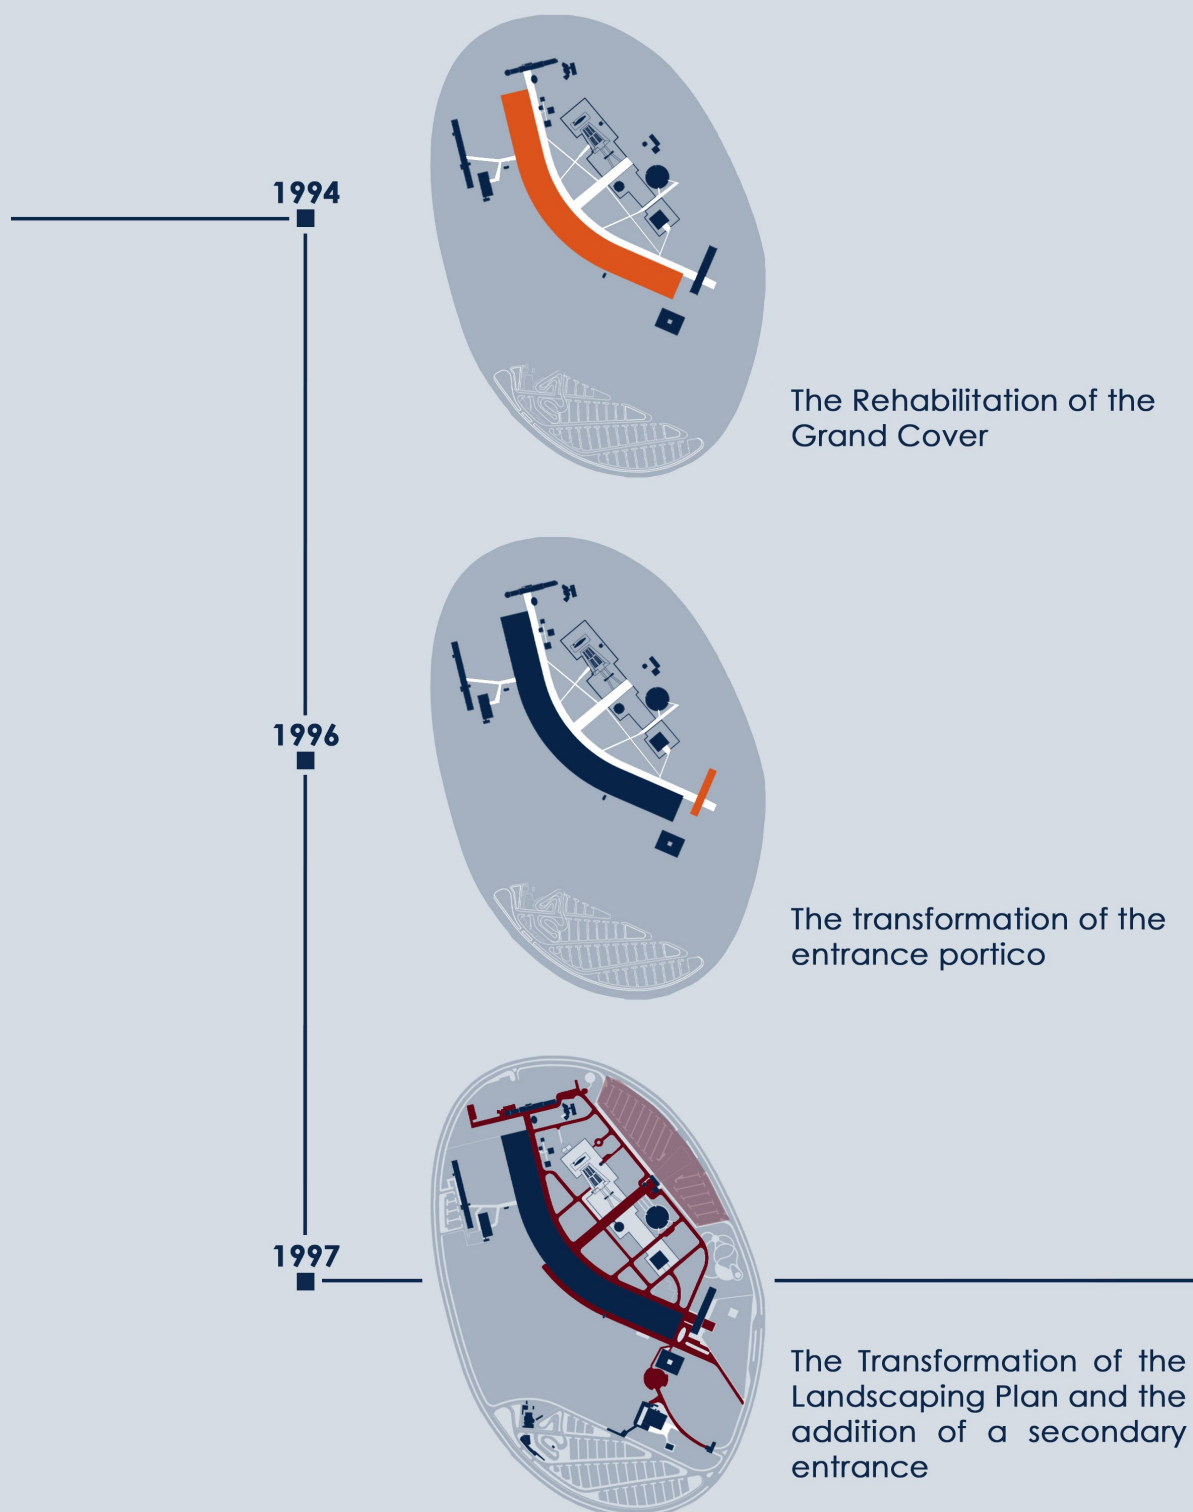 1994
The Rehabilitation of the
Grand Cover
1996
The transformation of the
entrance portico
1997
The Transformation of the
Landscaping Plan and the
addition of a secondary
entrance